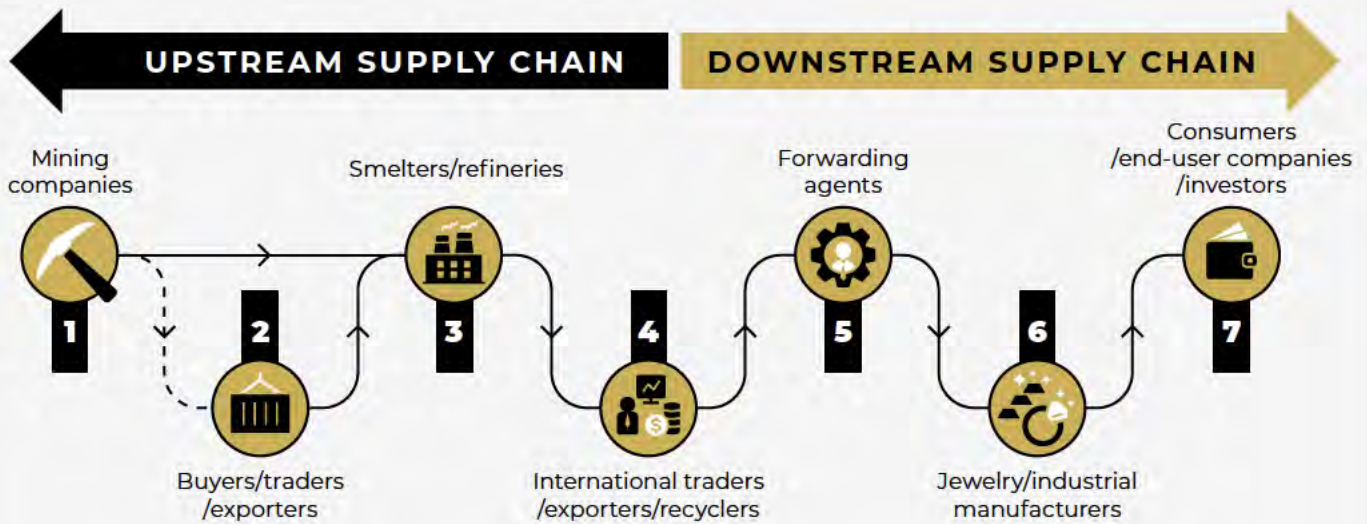 UPSTREAM SUPPLY CHAIN
DOWNSTREAM SUPPLY CHAIN
Mining
companies
1
2
Buyers/traders
/exporters
Smelters/refineries
3
4
International traders
/exporters/recyclers
Forwarding
agents
5
6
Jewelry/industrial
manufacturers
Consumers
/end-user companies
/investors
7
$